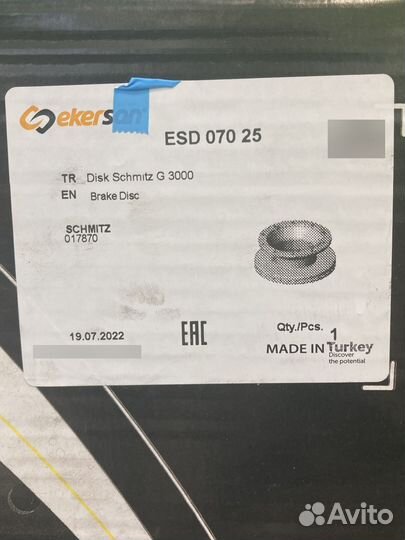 ekerson
ESD 070 25
TR Disk Schmitz G 3000
EN Brake Disc
SCHMITZ
017870
19.07.2022
EAC
Qty./Pcs. 1
MADE IN Turkey
Discover
the potential
Avito